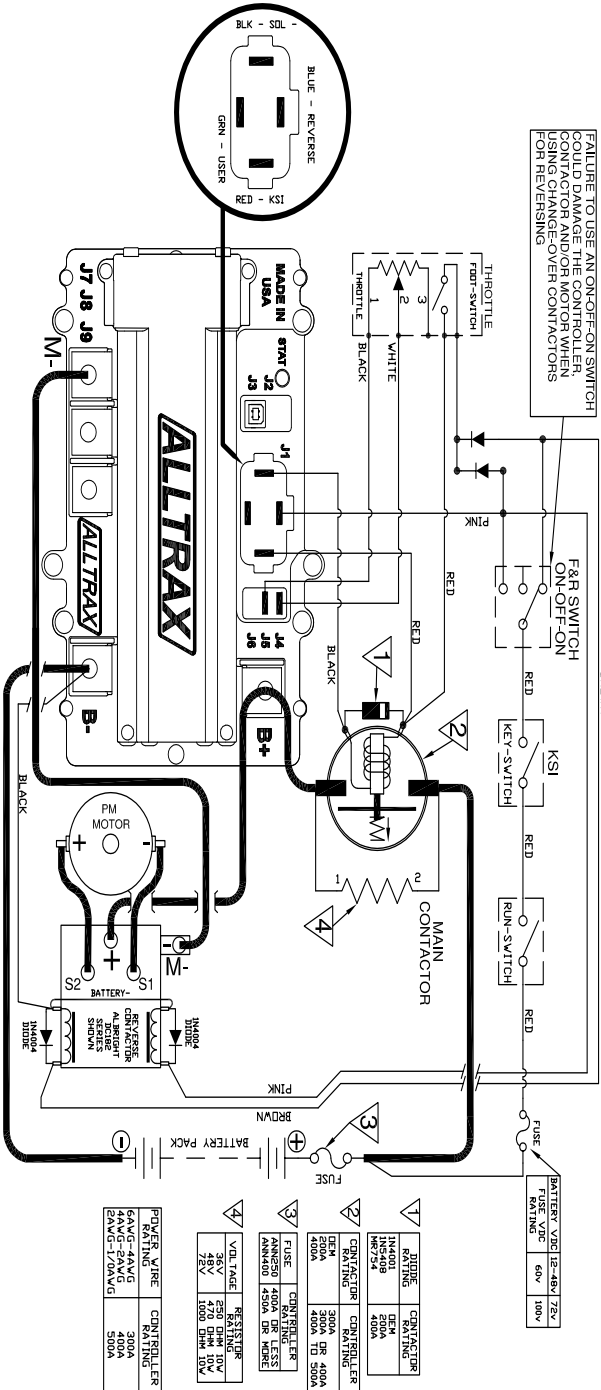 FAILURE TO USE AN ON-OFF-ON SWITCH
COULD DAMAGE THE CONTROLLER,
CONTACTOR AND/OR MOTOR WHEN
USING CHANGE-OVER CONTACTORS
FOR REVERSING
F&R SWITCH
ON-OFF-ON
RED
KSI
KEY-SWITCH
RED
RUN-SWITCH
RED
FUSE
BATTERY VDC 12-48v 72v
FUSE VDC
RATING 60v 100v
THROTTLE
FOOT-SWITCH
THROTTLE
1 2 3
BLACK
WHITE
PINK
RED
RED
BLACK
1
2
1 2
4
MAIN
CONTACTOR
BLK - SOL -
BLUE - REVERSE
GRN - USER
RED - KSI
MADE IN
USA
STAT
J2
J3
J1
J4
J5
J6
B+
ALLTRAX
J7 J8 J9
M-
ALLTRAX
B-
BLACK
PM
MOTOR
+ -
-
M-
+
S2 S1
BATTERY-
1N4004
DIODE
REVERSE
CONTACTOR
ALBRIGHT
SERIES
DC182
SHOWN
1N4004
DIODE
PINK
BROWN
-
BATTERY PACK
+
FUSE
3
1
DIODE
RATING
CONTACTOR
RATING
1N4001 OEM
1N5408 200A
MR754 400A
2
CONTACTOR
RATING
CONTROLLER
RATING
OEM 300A
200A 300A OR 400A
400A 400A TO 500A
3
FUSE
CONTROLLER
RATING
ANN250 400A OR LESS
ANN400 450A OR MORE
4
VOLTAGE
RESISTOR
RATING
36V 250 OHM 10W
48V 470 OHM 10W
72V 1000 OHM 10W
POWER WIRE
RATING
CONTROLLER
RATING
6AWG-4AWG 300A
4AWG-2AWG 400A
2AWG-1/0AWG 500A